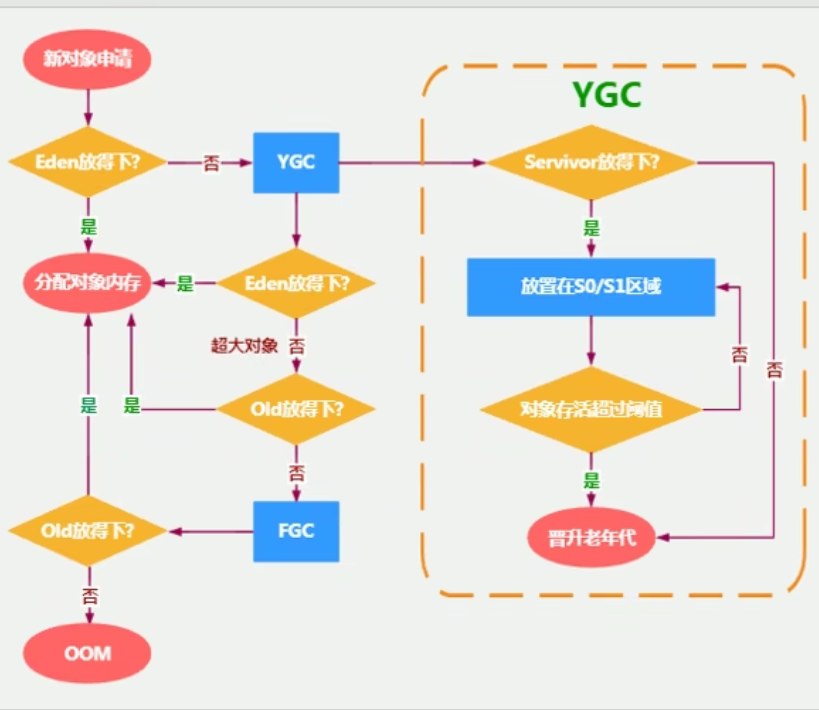 新对象申请
Eden放得下?
否
YGC
是
分配对象内存
是
Eden放得下?
超大对象
否
是
是
Old放得下?
否
Old放得下?
FGC
否
OOM
YGC
Servivor放得下?
是
放置在S0/S1区域
否
否
对象存活超过阈值
是
晋升老年代